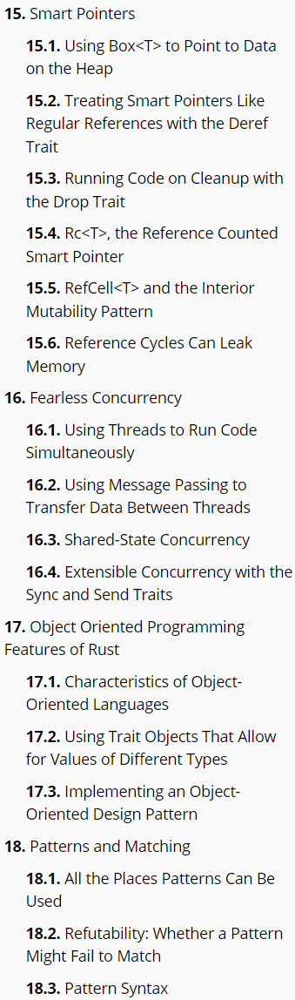 15. Smart Pointers
15.1. Using Box<T> to Point to Data
on the Heap
15.2. Treating Smart Pointers Like
Regular References with the Deref
Trait
15.3. Running Code on Cleanup with
the Drop Trait
15.4. Rc<T>, the Reference Counted
Smart Pointer
15.5. RefCell<T> and the Interior
Mutability Pattern
15.6. Reference Cycles Can Leak
Memory
16. Fearless Concurrency
16.1. Using Threads to Run Code
Simultaneously
16.2. Using Message Passing to
Transfer Data Between Threads
16.3. Shared-State Concurrency
16.4. Extensible Concurrency with the
Sync and Send Traits
17. Object Oriented Programming
Features of Rust
17.1. Characteristics of Object-
Oriented Languages
17.2. Using Trait Objects That Allow
for Values of Different Types
17.3. Implementing an Object-
Oriented Design Pattern
18. Patterns and Matching
18.1. All the Places Patterns Can Be
Used
18.2. Refutability: Whether a Pattern
Might Fail to Match
18.3. Pattern Syntax